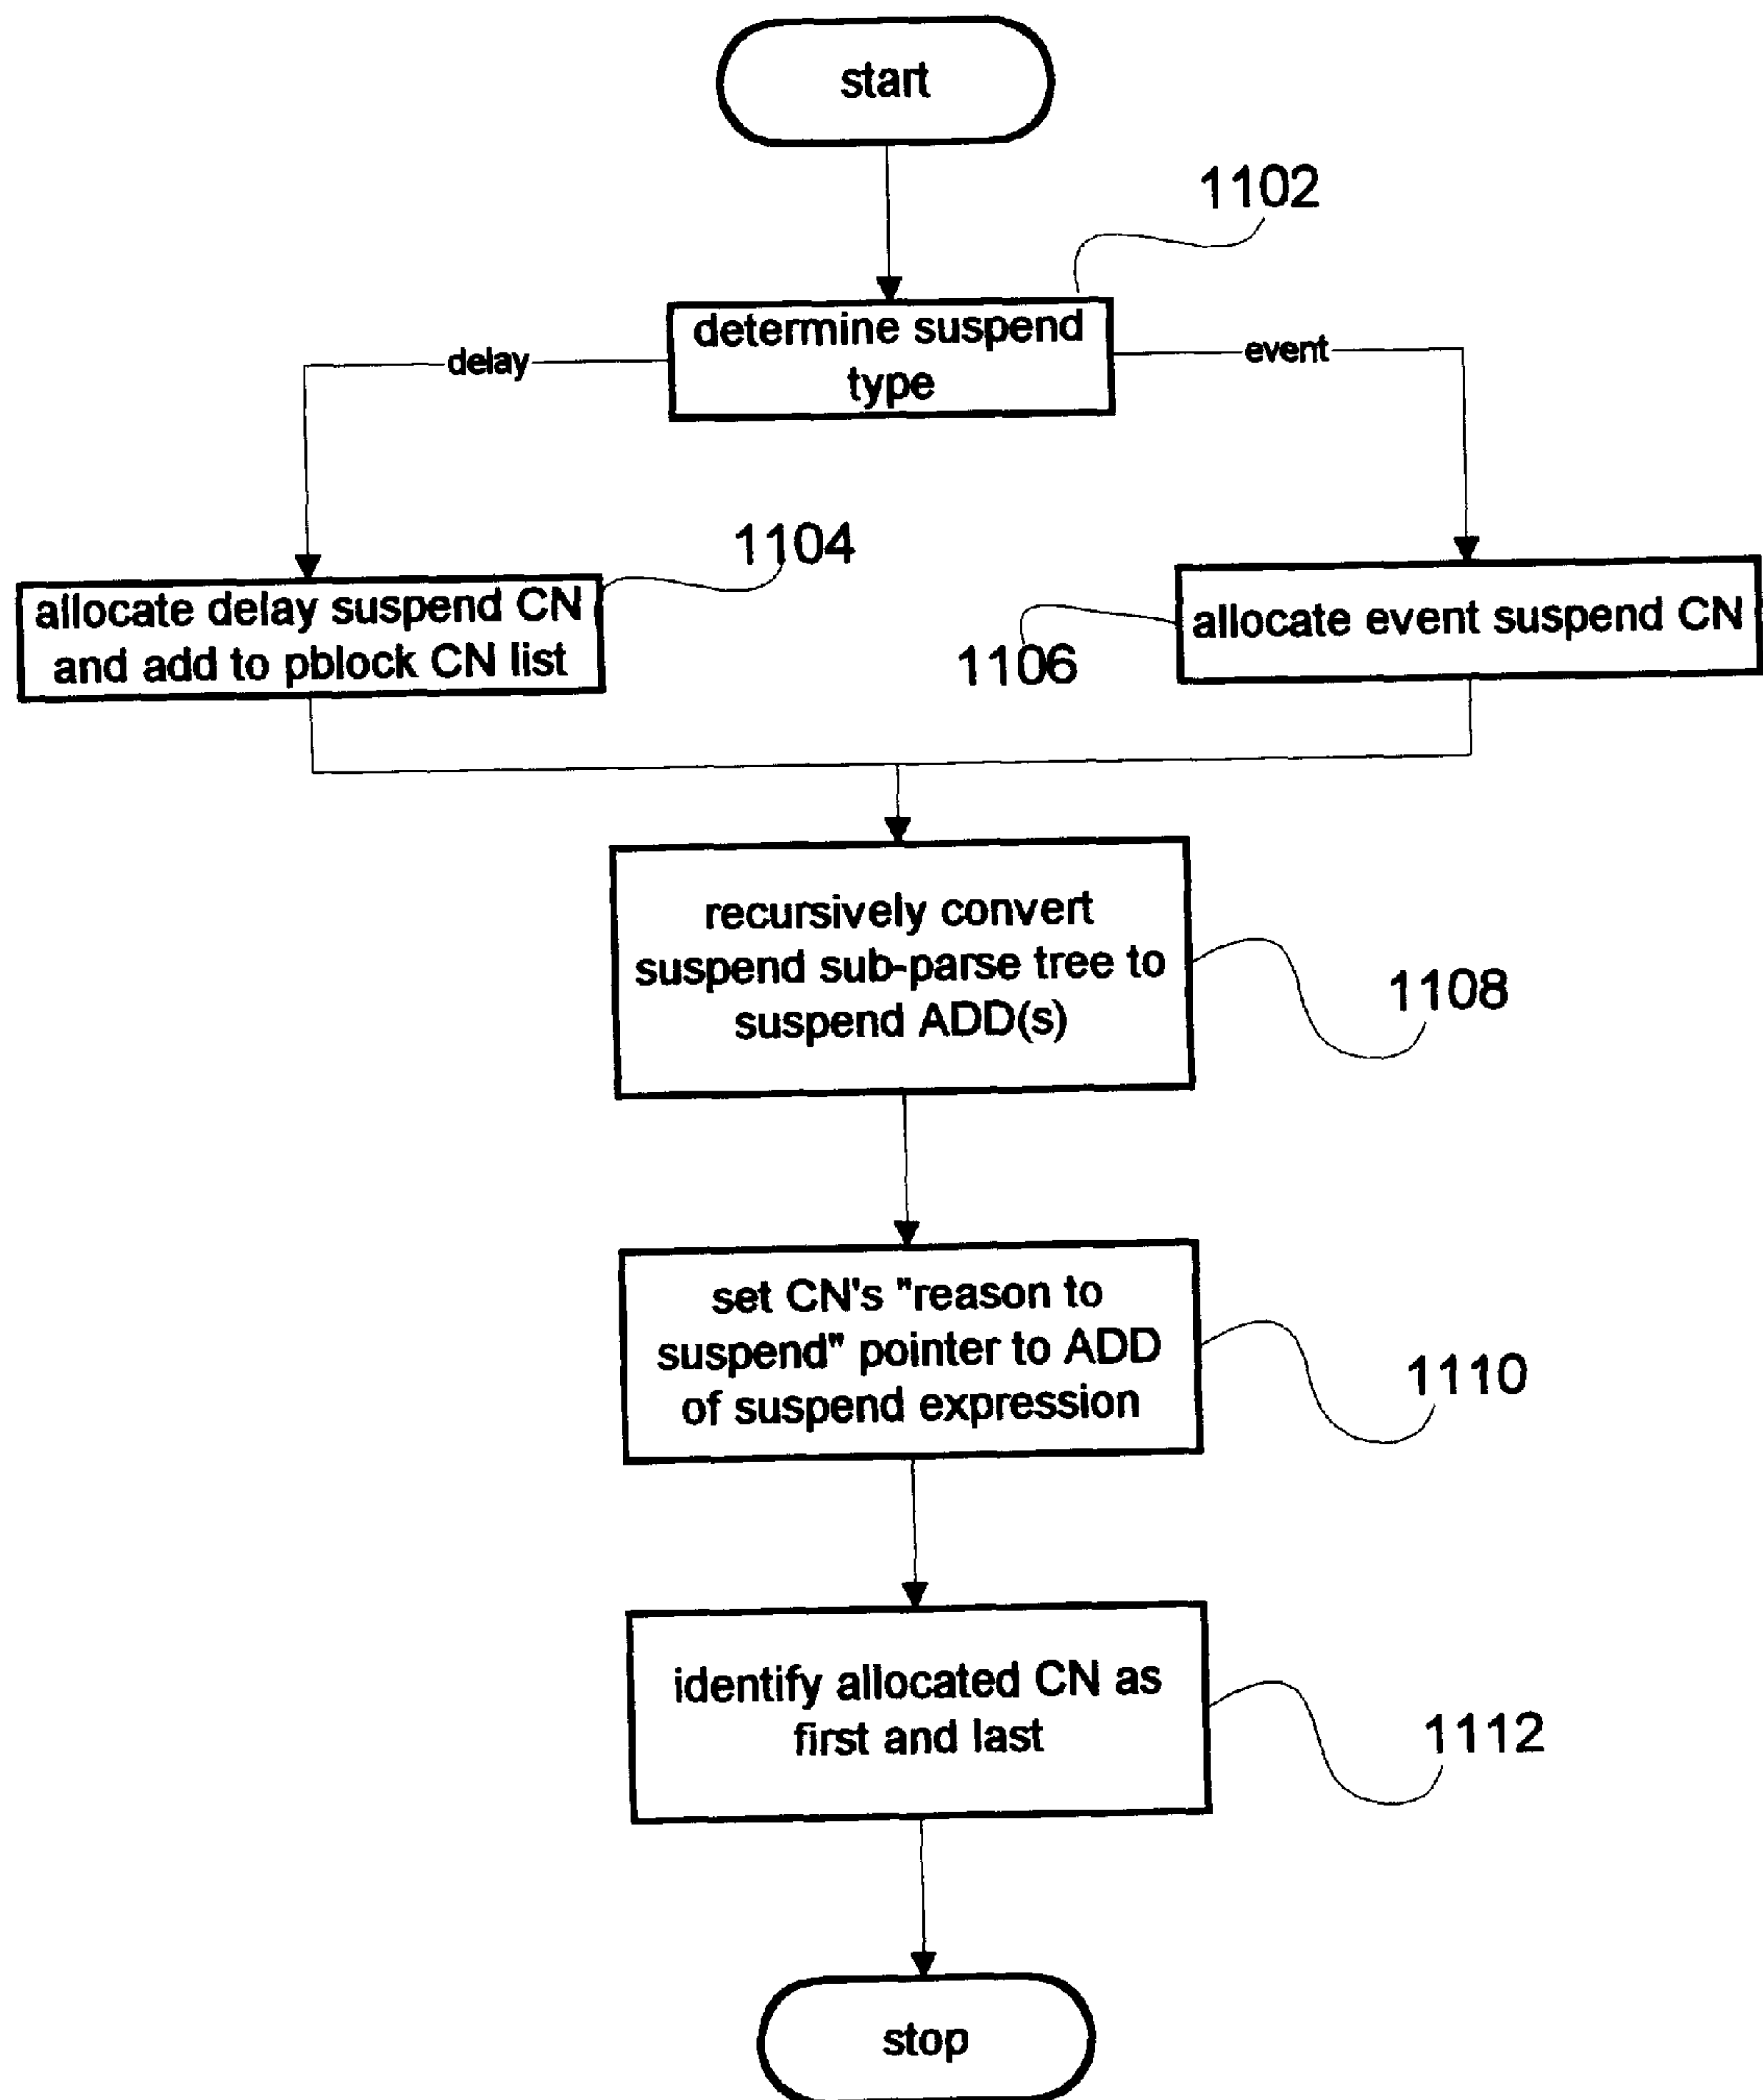 start
1102
determine suspend
type
delay
event
1104
allocate delay suspend CN
and add to pblock CN list
1106
allocate event suspend CN
recursively convert
suspend sub-parse tree to
suspend ADD(s)
1108
set CN's "reason to
suspend" pointer to ADD
of suspend expression
1110
identify allocated CN as
first and last
1112
stop